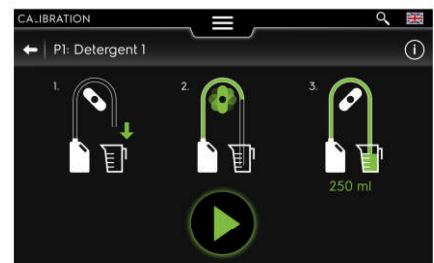 CALIBRATION
P1: Detergent 1
1.
2.
3.
250 ml